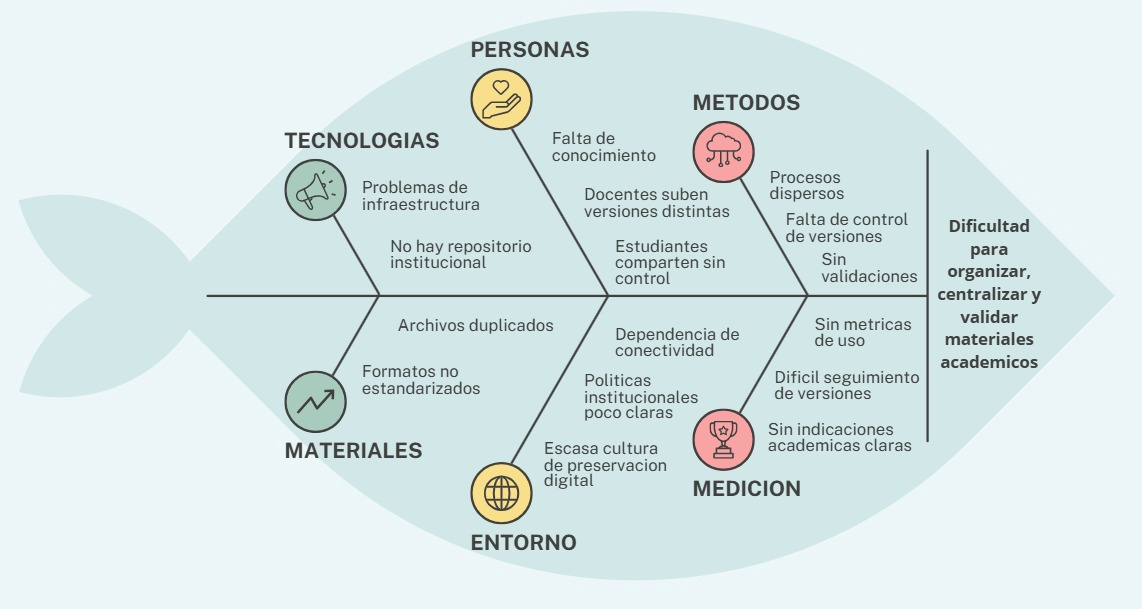 PERSONAS
Falta de
conocimiento
Docentes suben
versiones distintas
Estudiantes
comparten sin
control
METODOS
Procesos
dispersos
Falta de control
de versiones
Sin
validaciones
TECNOLOGIAS
Problemas de
infraestructura
No hay repositorio
institucional
Dificultad
para
organizar,
centralizar y
validar
materiales
academicos
Archivos duplicados
Formatos no
estandarizados
MATERIALES
Dependencia de
conectividad
Politicas
institucionales
poco claras
Escasa cultura
de preservacion
digital
ENTORNO
Sin metricas
de uso
Dificil seguimiento
de versiones
Sin indicaciones
academicas claras
MEDICION